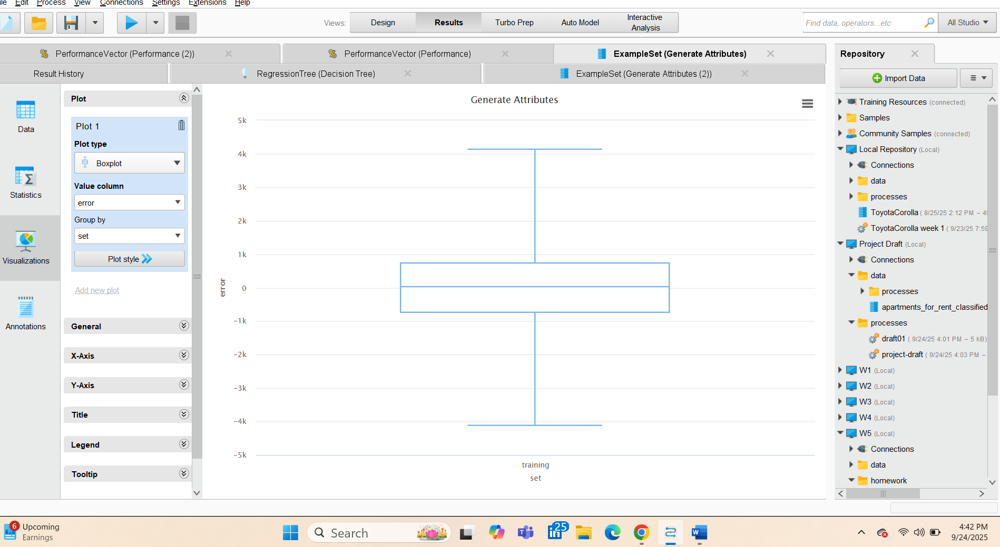 ile Edit Process View Connections Settings Extensions Help
Views: Design Results Turbo Prep Auto Model Interactive Analysis
Find data, operators...etc All Studio
PerformanceVector (Performance (2)) PerformanceVector (Performance) ExampleSet (Generate Attributes)
Result History RegressionTree (Decision Tree) ExampleSet (Generate Attributes (2))
Data
Statistics
Visualizations
Annotations
Plot
Plot 1
Plot type
Boxplot
Value column
error
Group by
set
Plot style
Add new plot
General
X-Axis
Y-Axis
Title
Legend
Tooltip
Generate Attributes
5k
4k
3k
2k
1k
0
-1k
-2k
-3k
-4k
-5k
error
training
set
Repository
Import Data
Training Resources (connected)
Samples
Community Samples (connected)
Local Repository (Local)
Connections
data
processes
ToyotaCorolla ( 8/25/25 2:12 PM – 4
ToyotaCorolla week 1 ( 9/23/25 7:59
Project Draft (Local)
Connections
data
processes
apartments_for_rent_classified
processes
draft01 ( 9/24/25 4:01 PM – 5 kB)
project-draft ( 9/24/25 4:03 PM –
W1 (Local)
W2 (Local)
W3 (Local)
W4 (Local)
W5 (Local)
Connections
data
homework
6
Upcoming
Earnings
Search
25
4:42 PM
9/24/2025